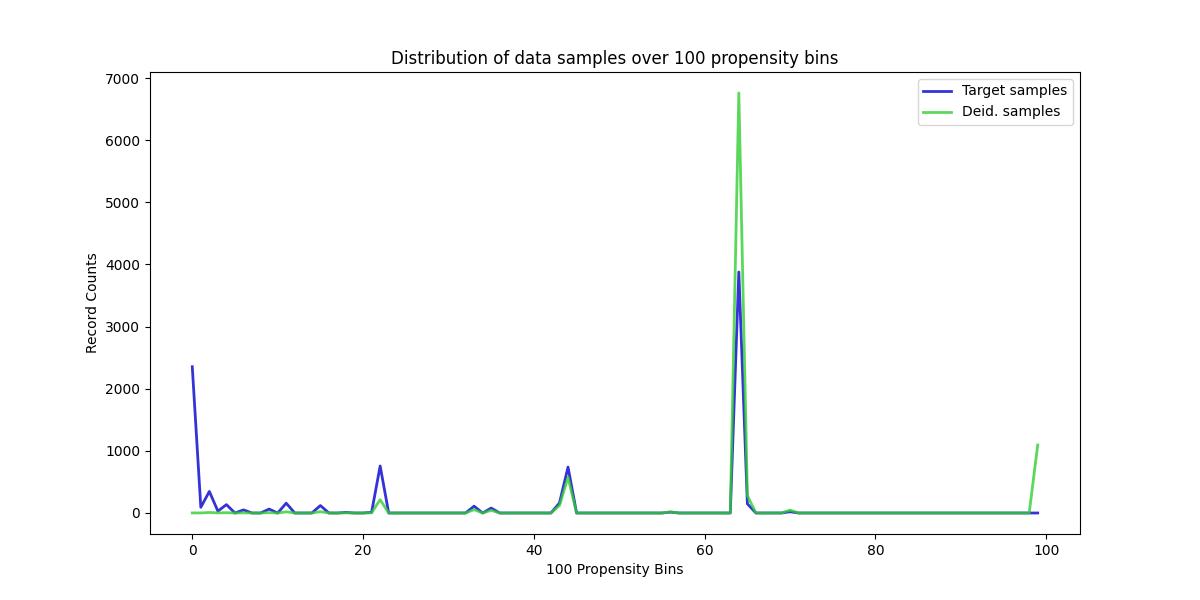 Distribution of data samples over 100 propensity bins
Target samples
Deid. samples
Record Counts
7000
6000
5000
4000
3000
2000
1000
0
0 20 40 60 80 100
100 Propensity Bins